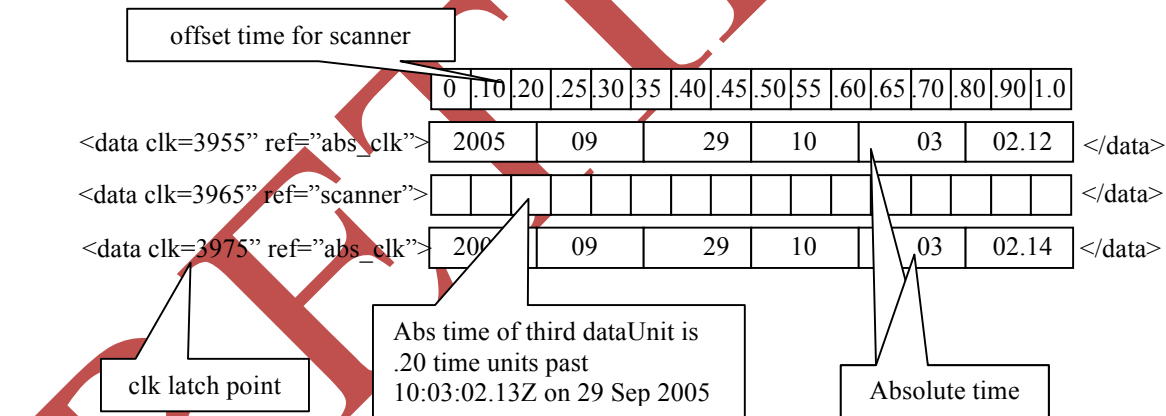 offset time for scanner
0 .10 .20 .25 .30 .35 .40 .45 .50 .55 .60 .65 .70 .80 .90 1.0
<data clk=3955” ref=”abs_clk”> 2005 09 29 10 03 02.12 </data>
<data clk=3965” ref=”scanner”> </data>
<data clk=3975” ref=”abs_clk”> 09 29 10 03 02.14 </data>
Abs time of third dataUnit is
.20 time units past
10:03:02.13Z on 29 Sep 2005
clk latch point
Absolute time